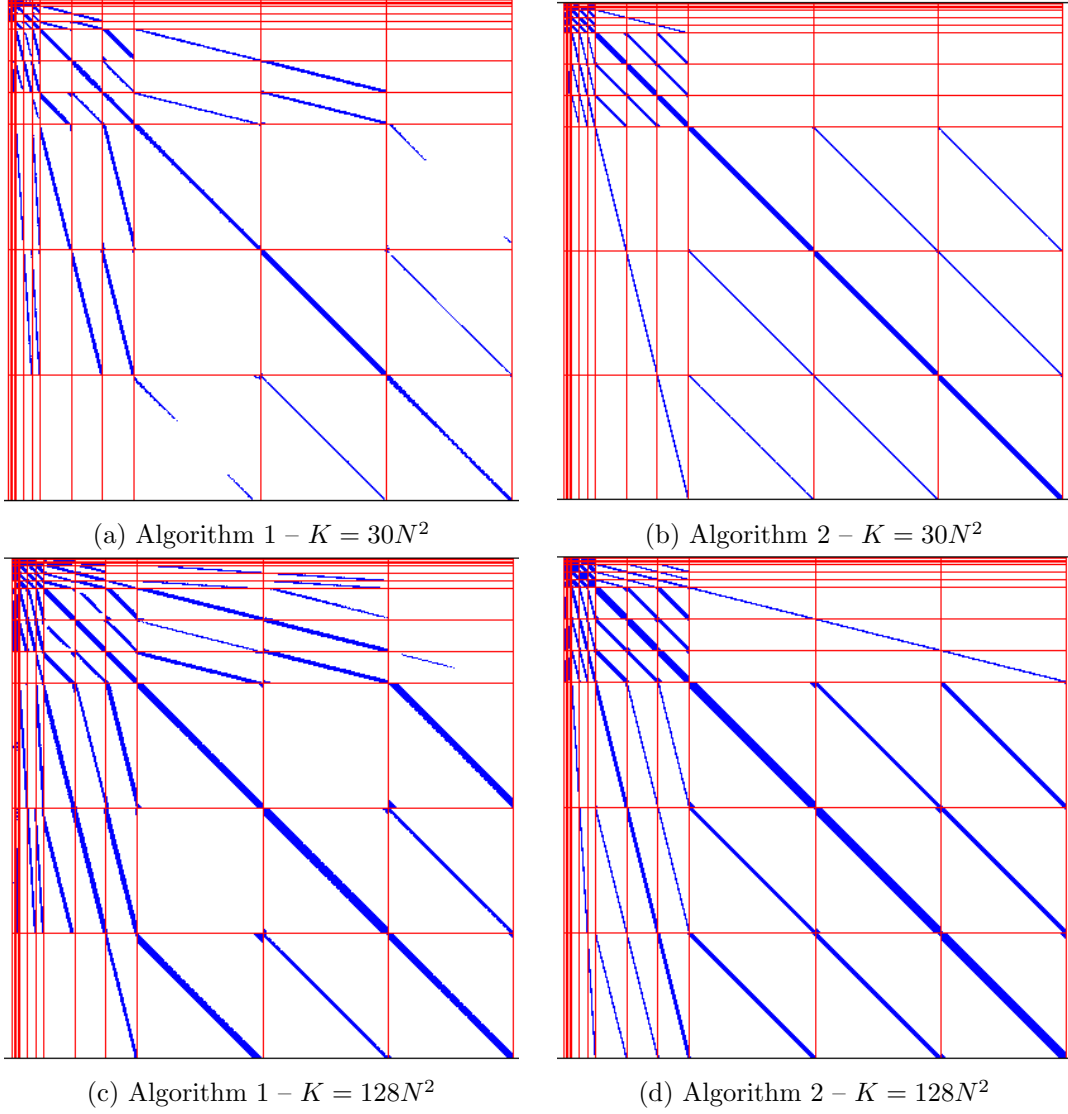 (a) Algorithm 1 – K = 30N²
(b) Algorithm 2 – K = 30N²
(c) Algorithm 1 – K = 128N²
(d) Algorithm 2 – K = 128N²